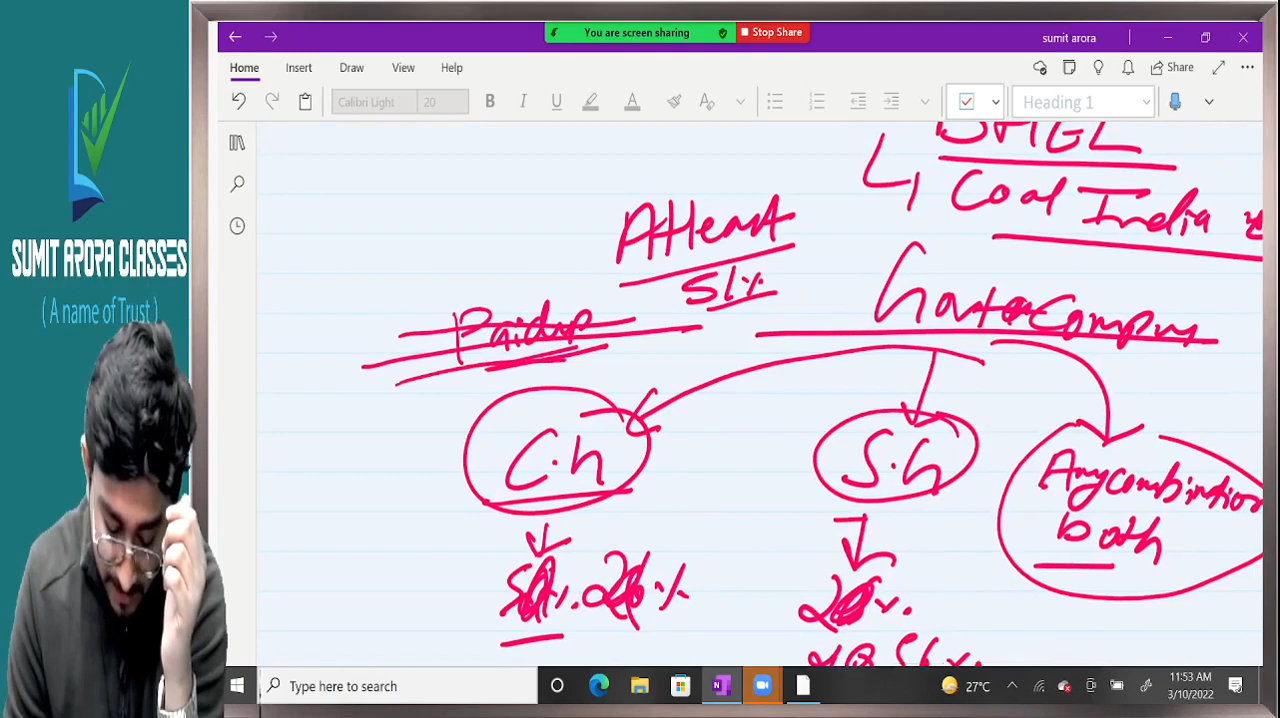 You are screen sharing
Stop Share
sumit arora
Home Insert Draw View Help
Share
Calibri Light 20 B I U A
Heading 1
BHEL
Coal India
Atleast
51%
Paidup
Govt Company
C.h
S.h
Any combination
both
SUMIT ARORA CLASSES
( A name of Trust )
Type here to search
27°C
11:53 AM
3/10/2022